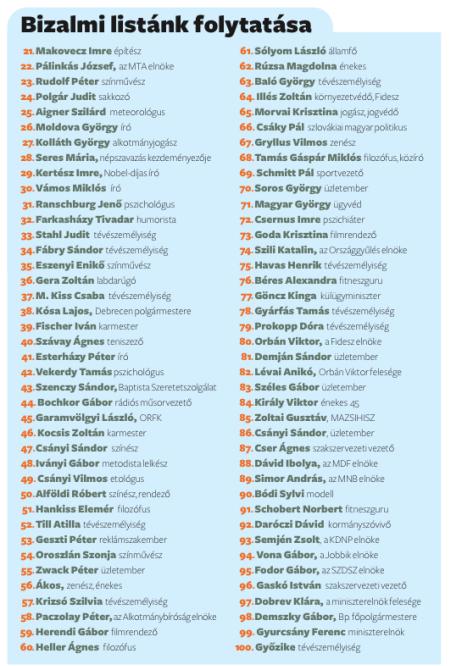 Bizalmi listánk folytatása
21. Makovecz Imre építész
22. Pálinkás József, az MTA elnöke
23. Rudolf Péter színművész
24. Polgár Judit sakkozó
25. Aigner Szilárd meteorológus
26. Moldova György író
27. Kolláth György alkotmányjogász
28. Seres Mária, népszavazás kezdeményezője
29. Kertész Imre, Nobel-díjas író
30. Vámos Miklós író
31. Ranschburg Jenő pszichológus
32. Farkasházy Tivadar humorista
33. Stahl Judit tévészemélyiség
34. Fábry Sándor tévészemélyiség
35. Eszenyi Enikő színművész
36. Gera Zoltán labdarúgó
37. M. Kiss Csaba tévészemélyiség
38. Kósa Lajos, Debrecen polgármestere
39. Fischer Iván karmester
40. Szávay Ágnes teniszező
41. Esterházy Péter író
42. Vekerdy Tamás pszichológus
43. Szenczy Sándor, Baptista Szeretetszolgálat
44. Bochkor Gábor rádiós műsorvezető
45. Garamvölgyi László, ORFK
46. Kocsis Zoltán karmester
47. Csányi Sándor színész
48. Iványi Gábor metodista lelkész
49. Csányi Vilmos etológus
50. Alföldi Róbert színész, rendező
51. Hankiss Elemér filozófus
52. Till Attila tévészemélyiség
53. Geszti Péter reklámszakember
54. Oroszlán Szonja színművész
55. Zwack Péter üzletember
56. Ákos, zenész, énekes
57. Krizsó Szilvia tévészemélyiség
58. Paczolay Péter, az Alkotmánybíróság elnöke
59. Herendi Gábor filmrendező
60. Heller Ágnes filozófus
61. Sólyom László államfő
62. Rúzsa Magdolna énekes
63. Baló György tévészemélyiség
64. Illés Zoltán környezetvédő, Fidesz
65. Morvai Krisztina jogász, jogvédő
66. Csáky Pál szlovákiai magyar politikus
67. Gryllus Vilmos zenész
68. Tamás Gáspár Miklós filozófus, közíró
69. Schmitt Pál sportvezető
70. Soros György üzletember
71. Magyar György ügyvéd
72. Csernus Imre pszichiáter
73. Goda Krisztina filmrendező
74. Szili Katalin, az Országgyűlés elnöke
75. Havas Henrik tévészemélyiség
76. Béres Alexandra fitneszguru
77. Göncz Kinga külügyminiszter
78. Gyárfás Tamás tévészemélyiség
79. Prokopp Dóra tévészemélyiség
80. Orbán Viktor, a Fidesz elnöke
81. Demján Sándor üzletember
82. Lévai Anikó, Orbán Viktor felesége
83. Széles Gábor üzletember
84. Király Viktor énekes 45
85. Zoltai Gusztáv, MAZSIHISZ
86. Csányi Sándor, üzletember
87. Cser Ágnes szakszervezeti vezető
88. Dávid Ibolya, az MDF elnöke
89. Simor András, az MNB elnöke
90. Bódi Sylvi modell
91. Schobert Norbert fitneszguru
92. Daróczi Dávid kormányszóvivő
93. Semjén Zsolt, a KDNP elnöke
94. Vona Gábor, a Jobbik elnöke
95. Fodor Gábor, az SZDSZ elnöke
96. Gaskó István szakszervezeti vezető
97. Dobrev Klára, a miniszterelnök felesége
98. Demszky Gábor, Bp főpolgármestere
99. Gyurcsány Ferenc miniszterelnök
100. Győzike tévészemélyiség